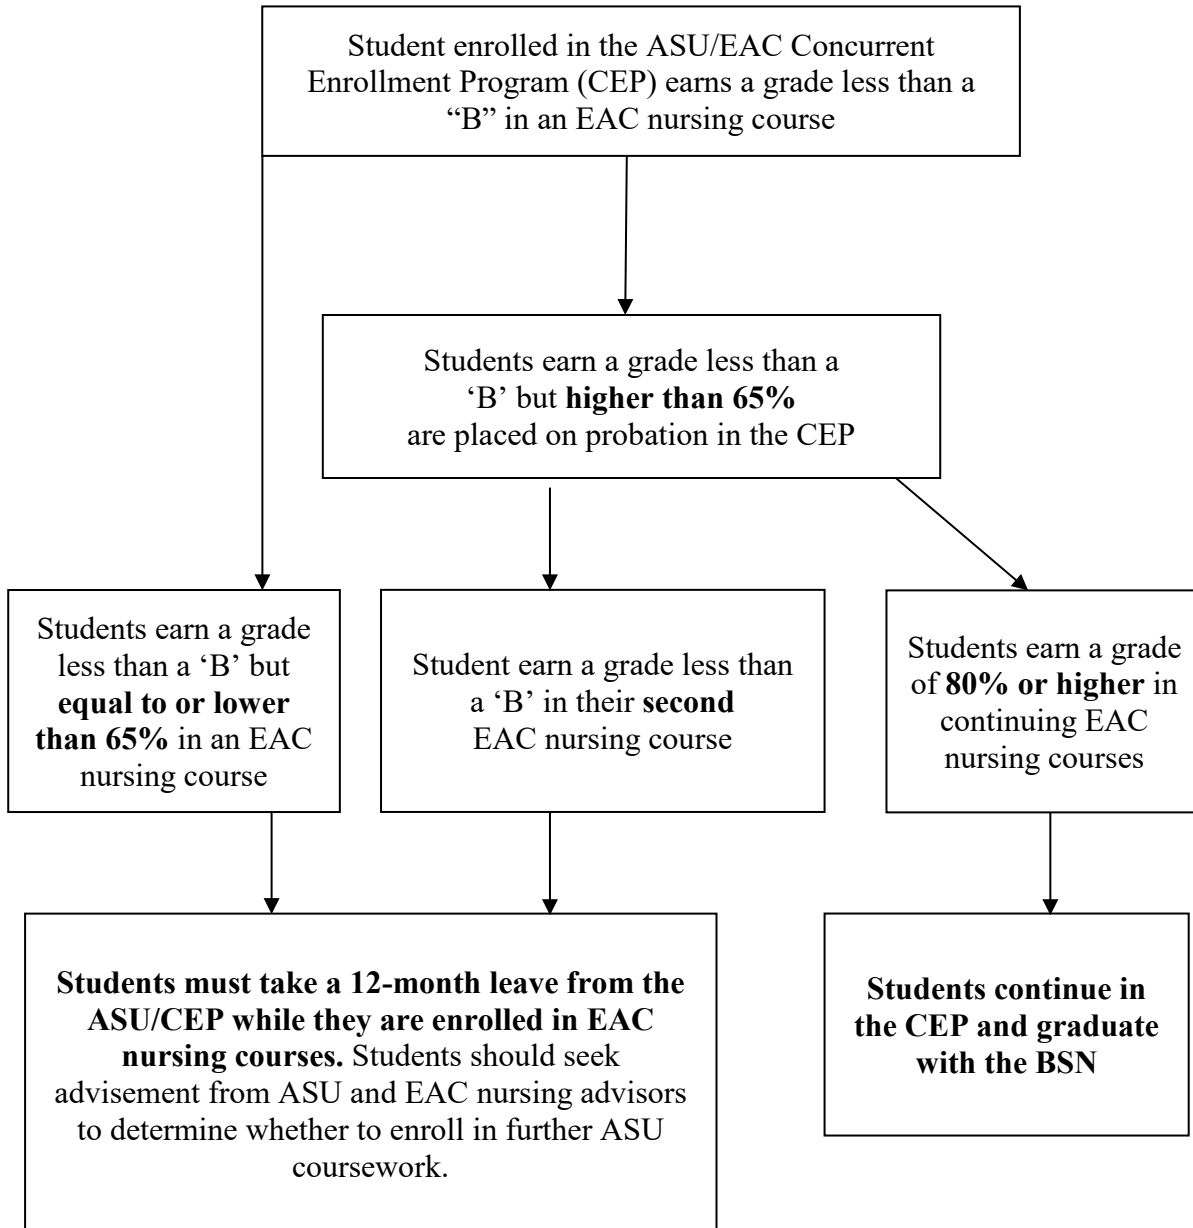 Student enrolled in the ASU/EAC Concurrent
Enrollment Program (CEP) earns a grade less than a
“B” in an EAC nursing course
Students earn a grade less than a
‘B’ but higher than 65%
are placed on probation in the CEP
Students earn a grade
less than a ‘B’ but
equal to or lower
than 65% in an EAC
nursing course
Student earn a grade less than
a ‘B’ in their second
EAC nursing course
Students earn a grade
of 80% or higher in
continuing EAC
nursing courses
Students must take a 12-month leave from the
ASU/CEP while they are enrolled in EAC
nursing courses. Students should seek
advisement from ASU and EAC nursing advisors
to determine whether to enroll in further ASU
coursework.
Students continue in
the CEP and graduate
with the BSN